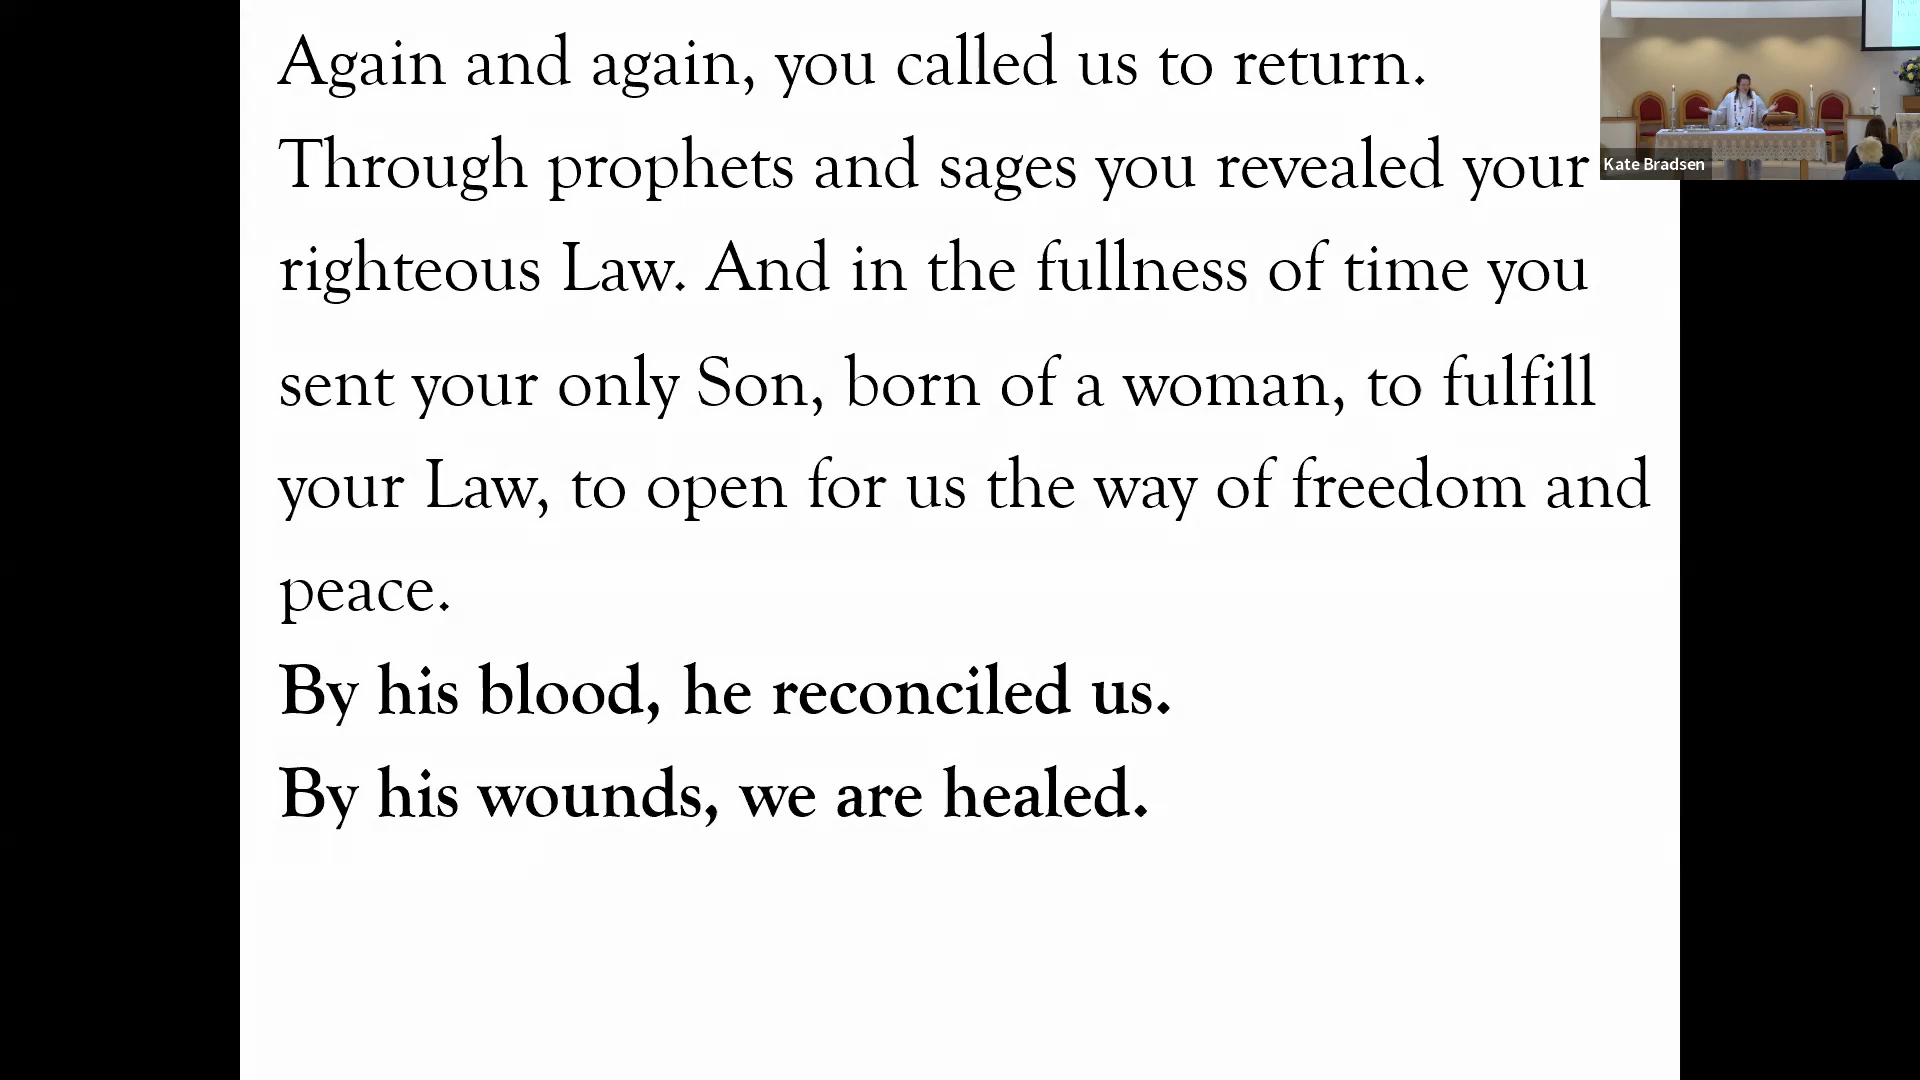 Again and again, you called us to return.
Through prophets and sages you revealed your
righteous Law. And in the fullness of time you
sent your only Son, born of a woman, to fulfill
your Law, to open for us the way of freedom and
peace.
By his blood, he reconciled us.
By his wounds, we are healed.
Kate Bradsen